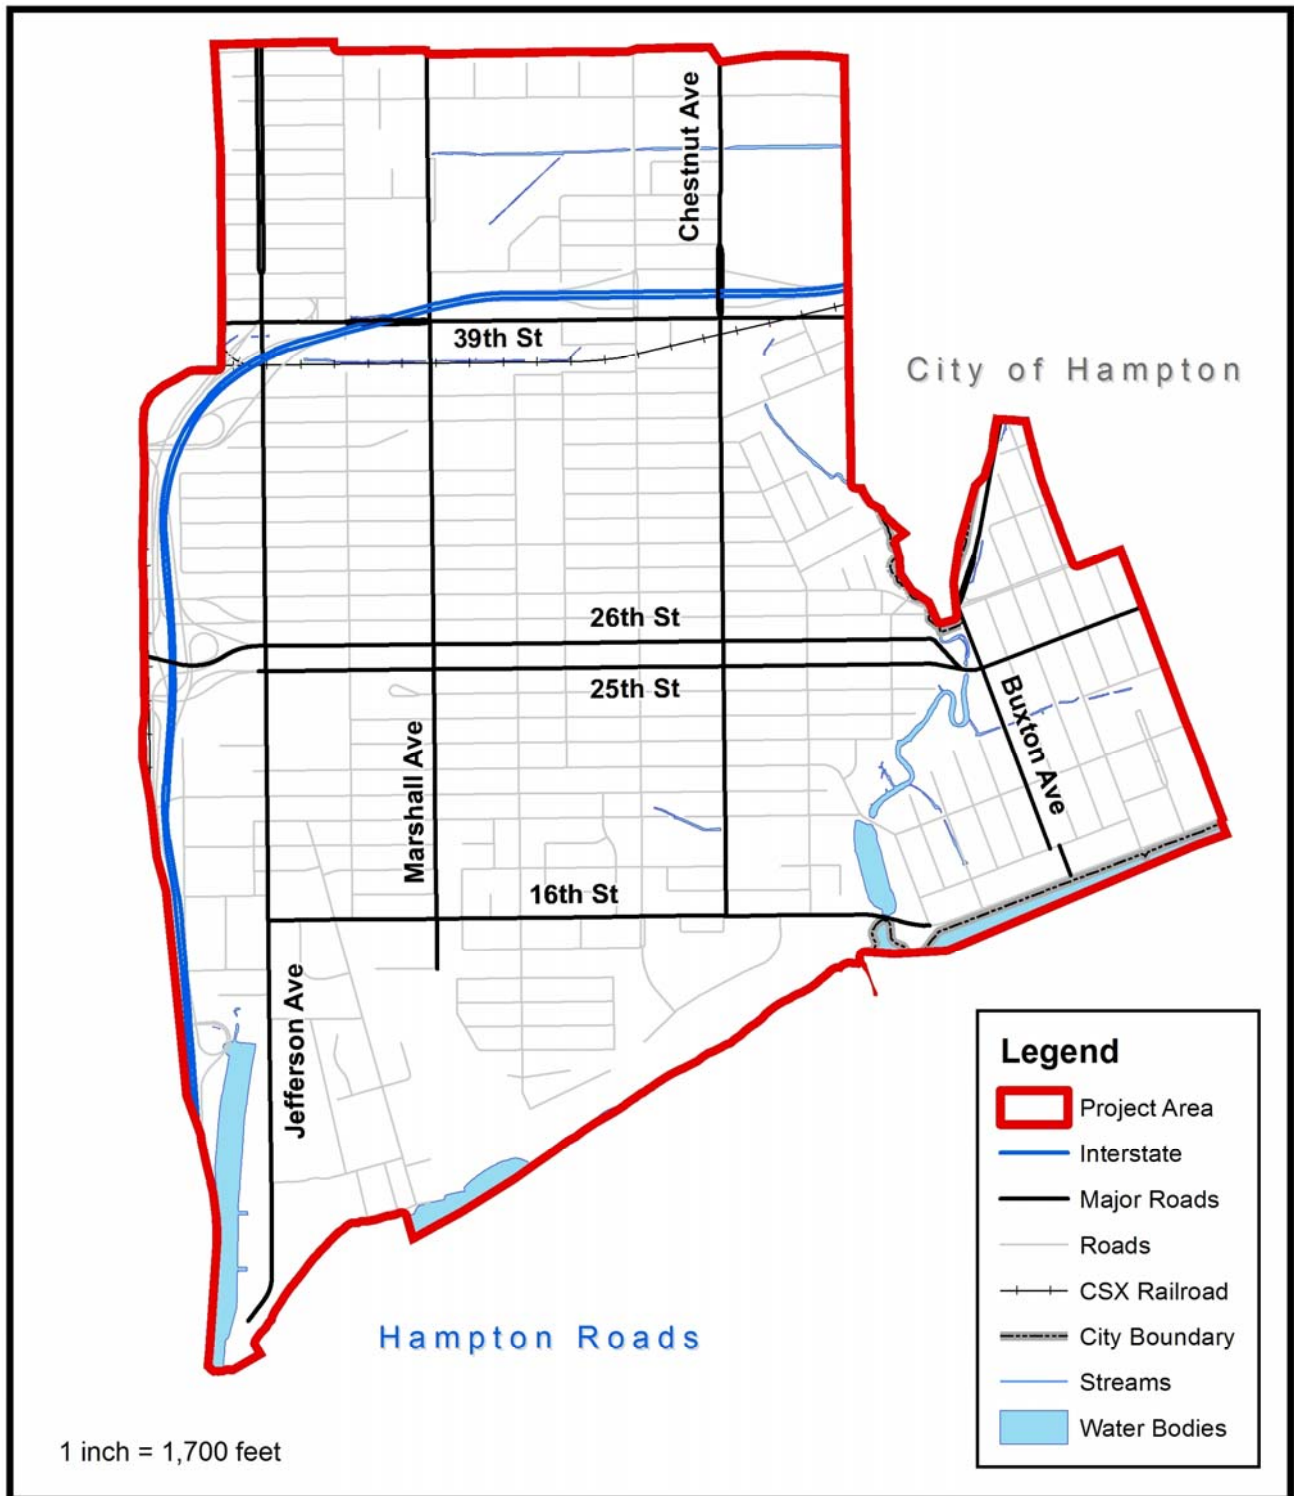 Chestnut Ave
39th St
City of Hampton
26th St
25th St
Buxton Ave
Marshall Ave
16th St
Jefferson Ave
Hampton Roads
1 inch = 1,700 feet
Legend
Project Area
Interstate
Major Roads
Roads
CSX Railroad
City Boundary
Streams
Water Bodies